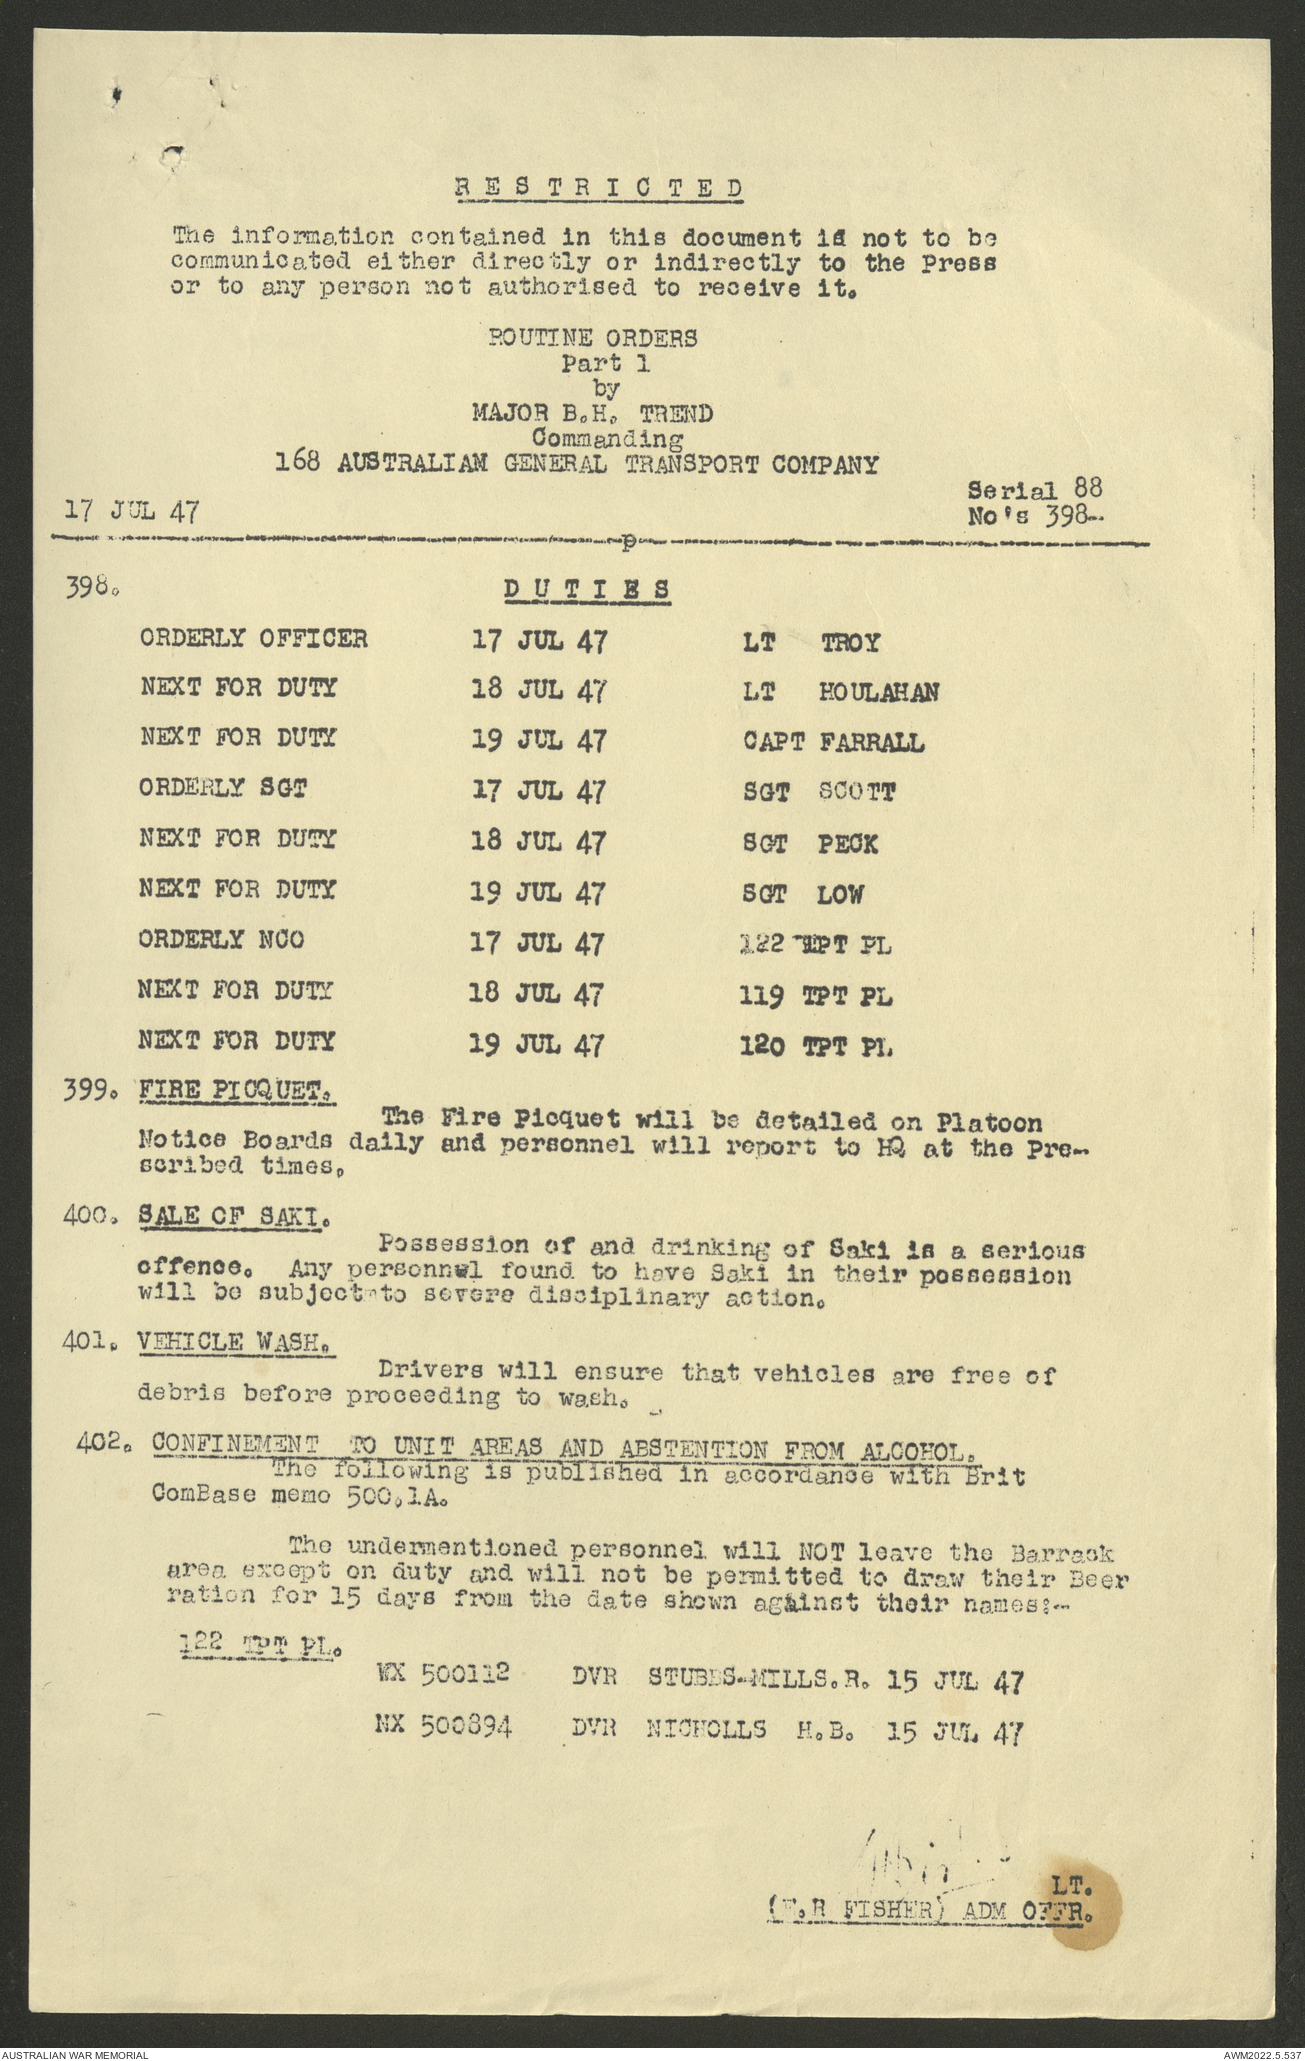 R E S T R I C T E D
The information contained in this document is not to be
communicated either directly or indirectly to the Press
or to any person not authorised to receive it.
ROUTINE ORDERS
Part 1
by
MAJOR B.H. TREND
Commanding
168 AUSTRALIAM GENERAL TRANSPORT COMPANY
Serial 88
17 JUL 47 No's 398-
p
398. D U T I E S
ORDERLY OFFICER 17 JUL 47 LT TROY
NEXT FOR DUTY 18 JUL 47 LT HOULAHAN
NEXT FOR DUTY 19 JUL 47 CAPT FARRALL
ORDERLY SGT 17 JUL 47 SGT SCOTT
NEXT FOR DUTY 18 JUL 47 SGT PECK
NEXT FOR DUTY 19 JUL 47 SGT LOW
ORDERLY NCO 17 JUL 47 122 TPT PL
NEXT FOR DUTY 18 JUL 47 119 TPT PL
NEXT FOR DUTY 19 JUL 47 120 TPT PL
399. FIRE PICQUET.
The Fire Picquet will be detailed on Platoon
Notice Boards daily and personnel will report to HQ at the Pre-
scribed times.
400. SALE OF SAKI.
Possession of and drinking of Saki is a serious
offence. Any personnel found to have Saki in their possession
will be subject to severe disciplinary action.
401. VEHICLE WASH.
Drivers will ensure that vehicles are free of
debris before proceeding to wash.
402. CONFINEMENT TO UNIT AREAS AND ABSTENTION FROM ALCOHOL.
The following is published in accordance with Brit
ComBase memo 500.1A.
The undermentioned personnel will NOT leave the Barrack
area except on duty and will not be permitted to draw their Beer
ration for 15 days from the date shown against their names:-
122 TPT PL.
WX 500112 DVR STUBBS-MILLS.R. 15 JUL 47
NX 500894 DVR NICHOLLS H.B. 15 JUL 47
LT.
(F.R FISHER) ADM OFFR.
AUSTRALIAN WAR MEMORIAL AWM2022.5.537